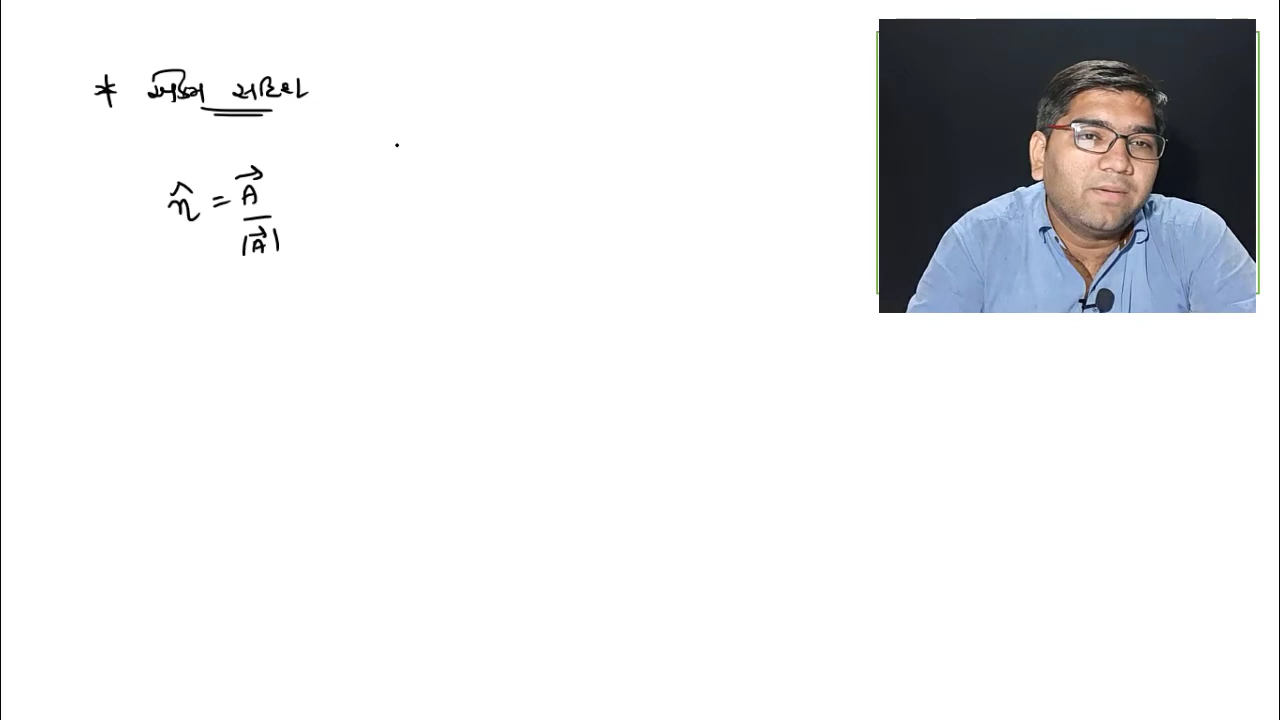 * એકમ સદિશ
n̂ = A⃗ / |A⃗|